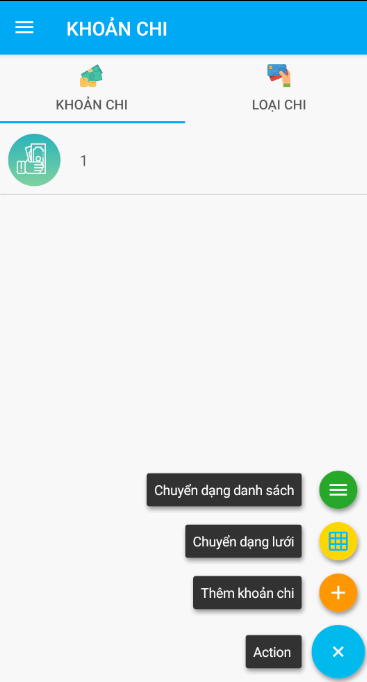 KHOẢN CHI
KHOẢN CHI
LOẠI CHI
1
Chuyển dạng danh sách
Chuyển dạng lưới
Thêm khoản chi
Action